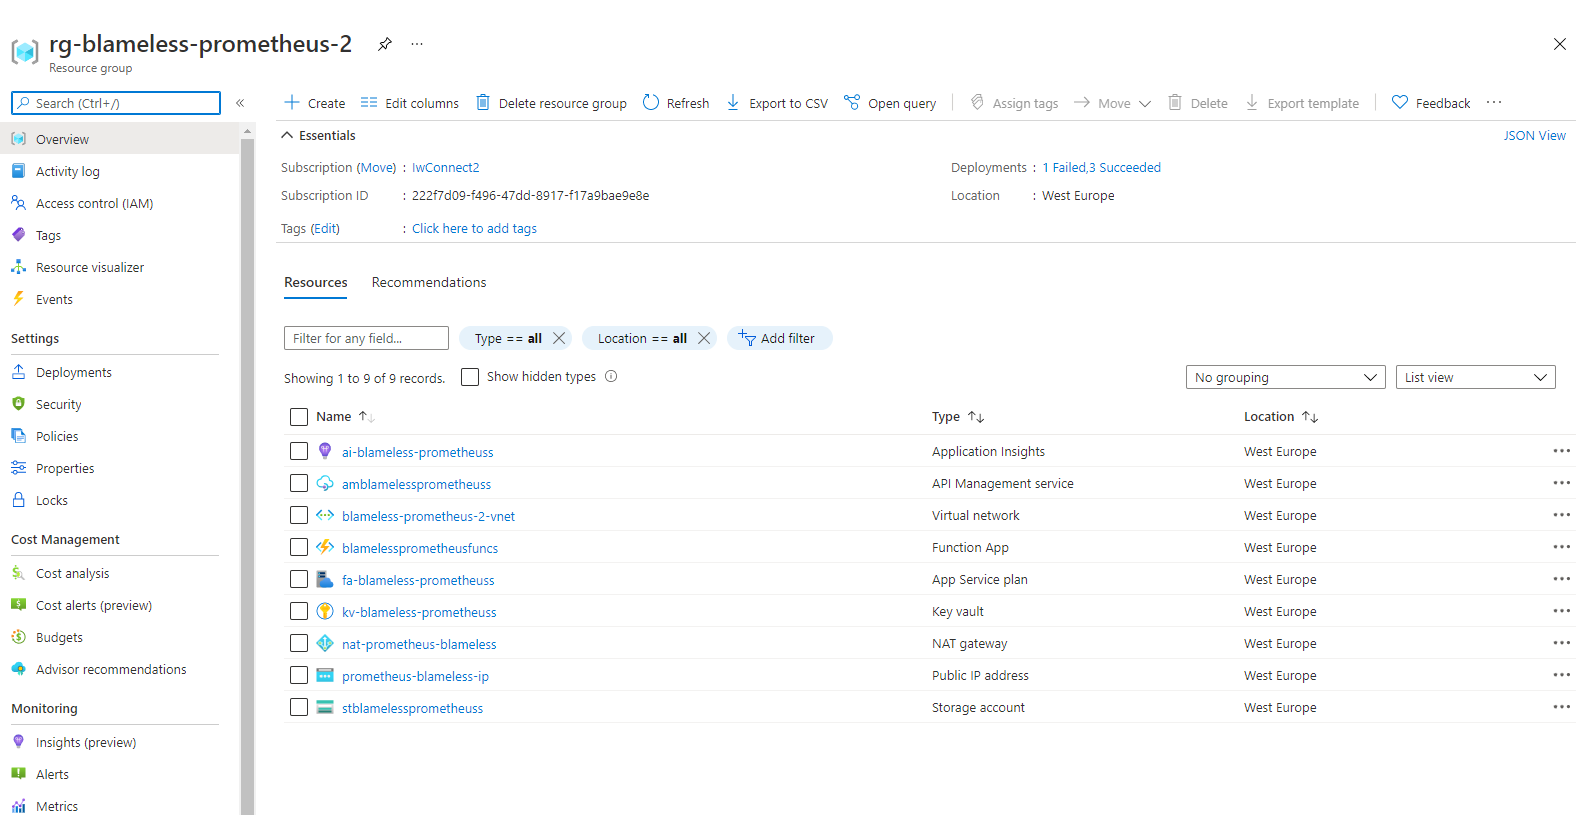 rg-blameless-prometheus-2
Resource group
Search (Ctrl+/)
Create Edit columns Delete resource group Refresh Export to CSV Open query Assign tags Move Delete Export template Feedback
Overview
Activity log
Access control (IAM)
Tags
Resource visualizer
Events
Settings
Deployments
Security
Policies
Properties
Locks
Cost Management
Cost analysis
Cost alerts (preview)
Budgets
Advisor recommendations
Monitoring
Insights (preview)
Alerts
Metrics
Essentials
JSON View
Subscription (Move) : IwConnect2
Deployments : 1 Failed,3 Succeeded
Subscription ID : 222f7d09-f496-47dd-8917-f17a9bae9e8e
Location : West Europe
Tags (Edit) : Click here to add tags
Resources Recommendations
Filter for any field... Type == all Location == all Add filter
Showing 1 to 9 of 9 records. Show hidden types No grouping List view
Name Type Location
ai-blameless-prometheuss Application Insights West Europe
amblamelessprometheuss API Management service West Europe
blameless-prometheus-2-vnet Virtual network West Europe
blamelessprometheusfuncs Function App West Europe
fa-blameless-prometheuss App Service plan West Europe
kv-blameless-prometheuss Key vault West Europe
nat-prometheus-blameless NAT gateway West Europe
prometheus-blameless-ip Public IP address West Europe
stblamelessprometheuss Storage account West Europe